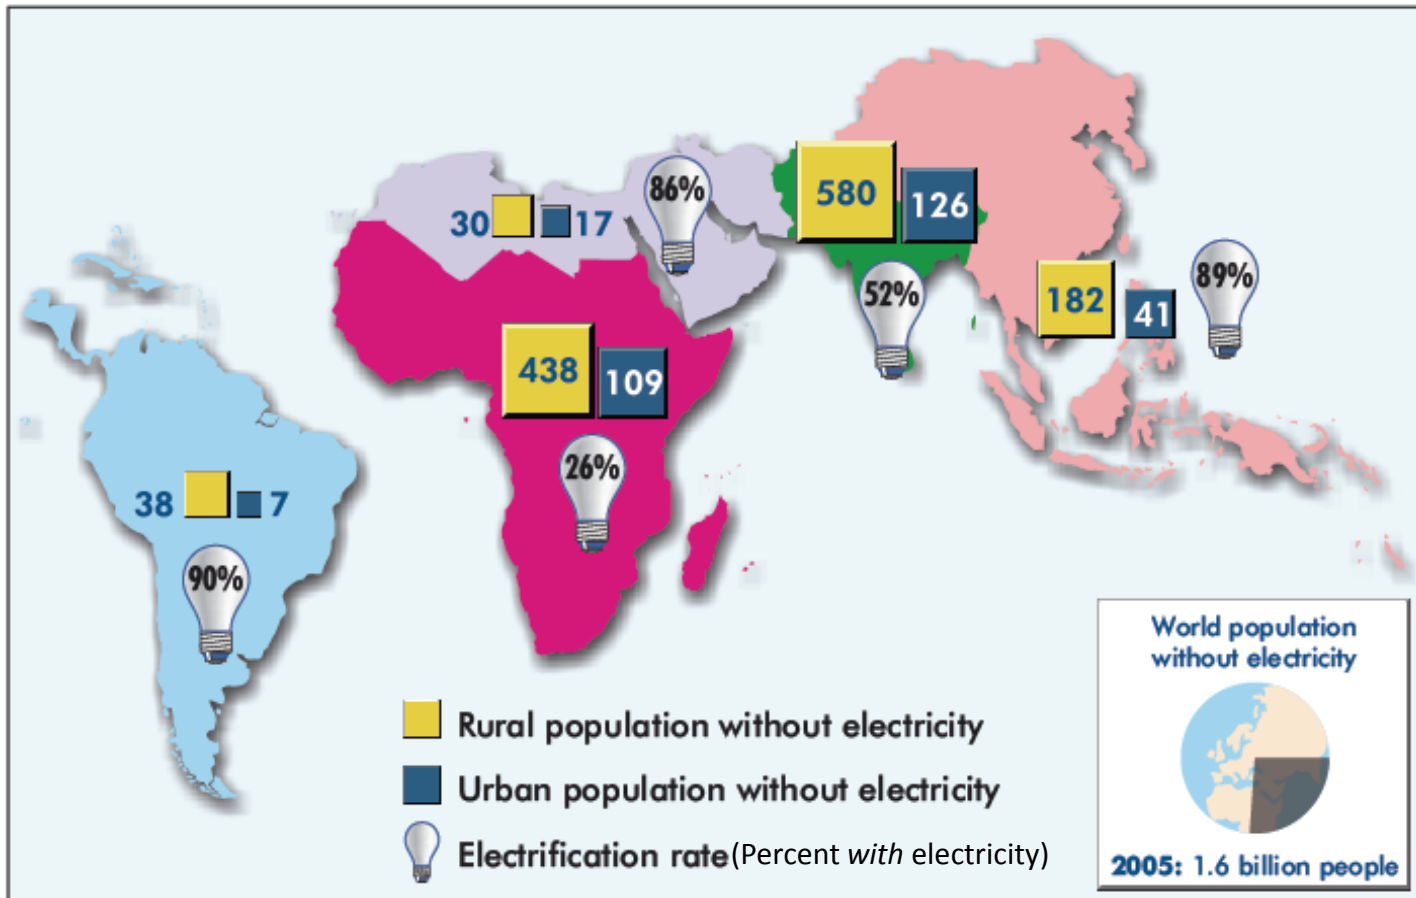 86%
580
126
30
17
52%
182
41
89%
438
109
26%
38
7
90%
World population
without electricity
Rural population without electricity
Urban population without electricity
Electrification rate(Percent with electricity)
2005: 1.6 billion people